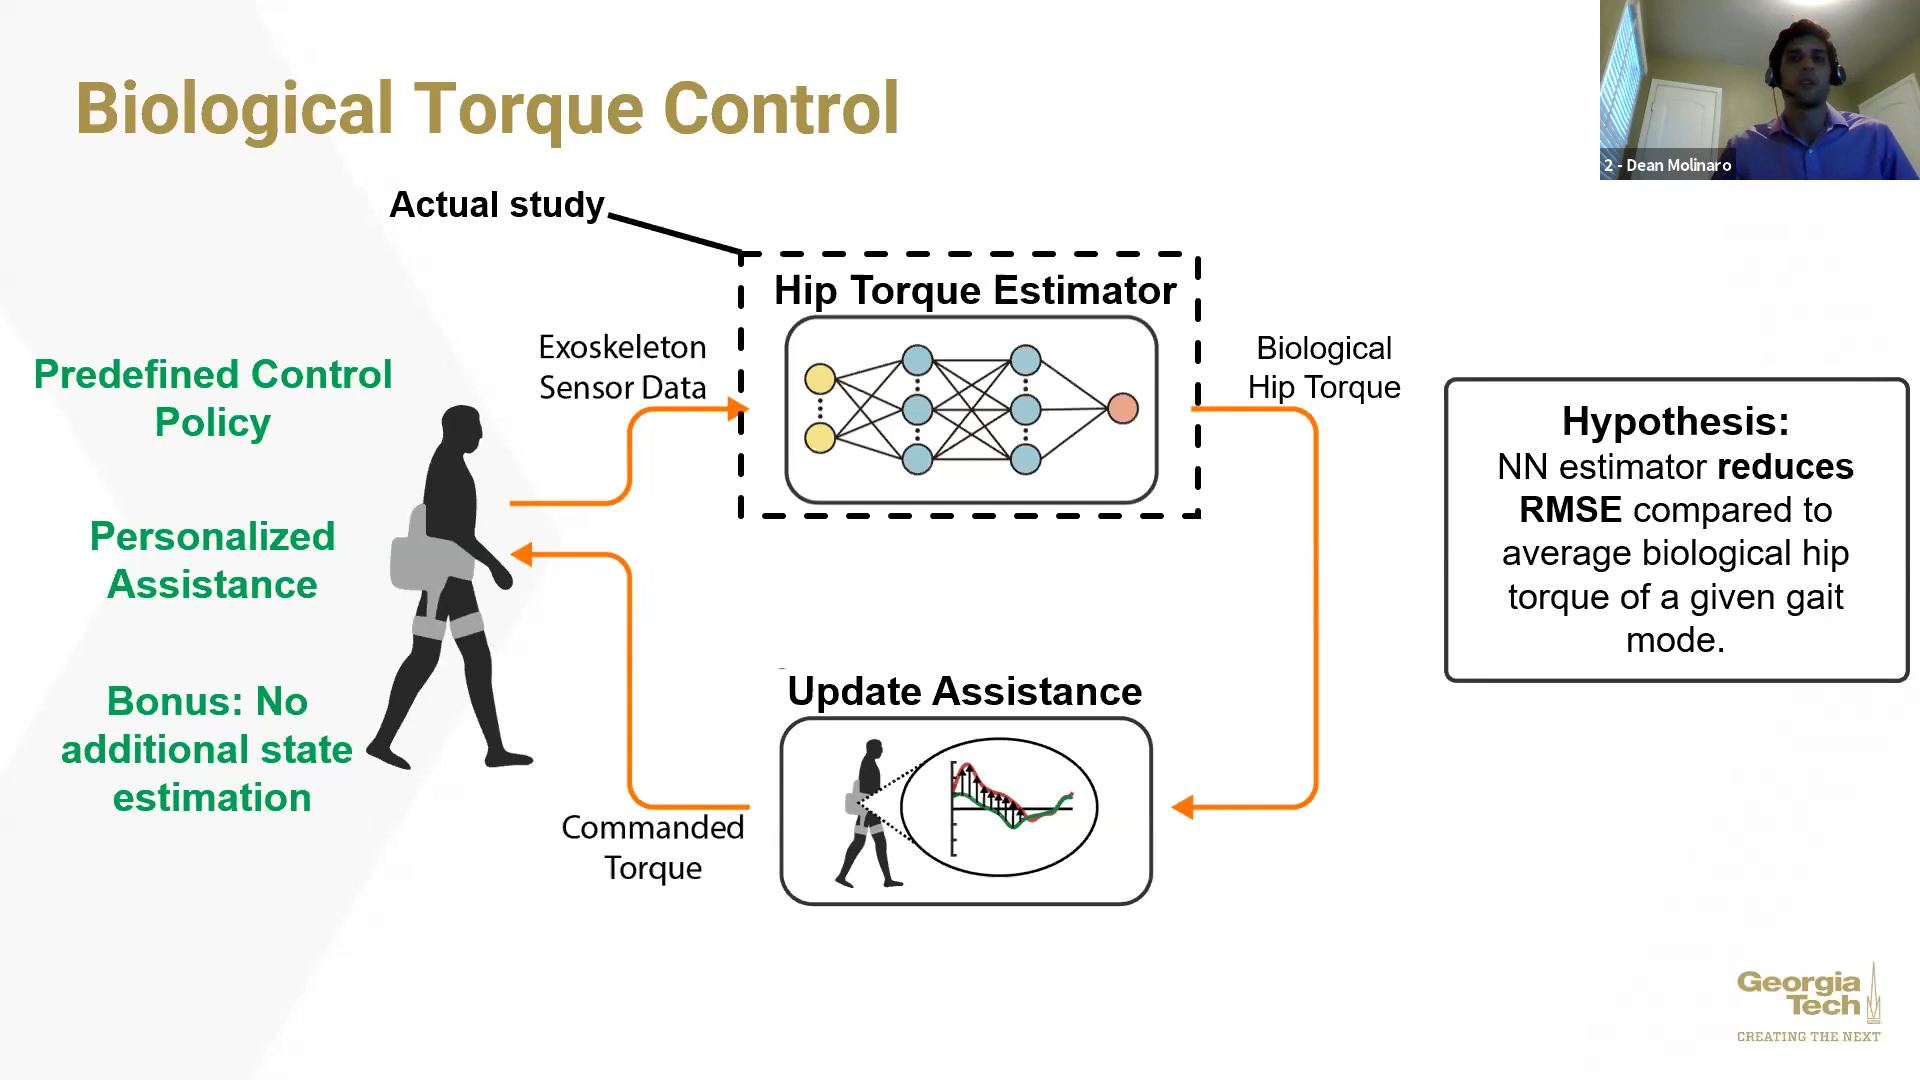 Biological Torque Control
2 - Dean Molinaro
Actual study
Hip Torque Estimator
Exoskeleton
Sensor Data
Biological
Hip Torque
Predefined Control
Policy
Personalized
Assistance
Bonus: No
additional state
estimation
Hypothesis:
NN estimator reduces
RMSE compared to
average biological hip
torque of a given gait
mode.
Update Assistance
Commanded
Torque
Georgia
Tech
CREATING THE NEXT